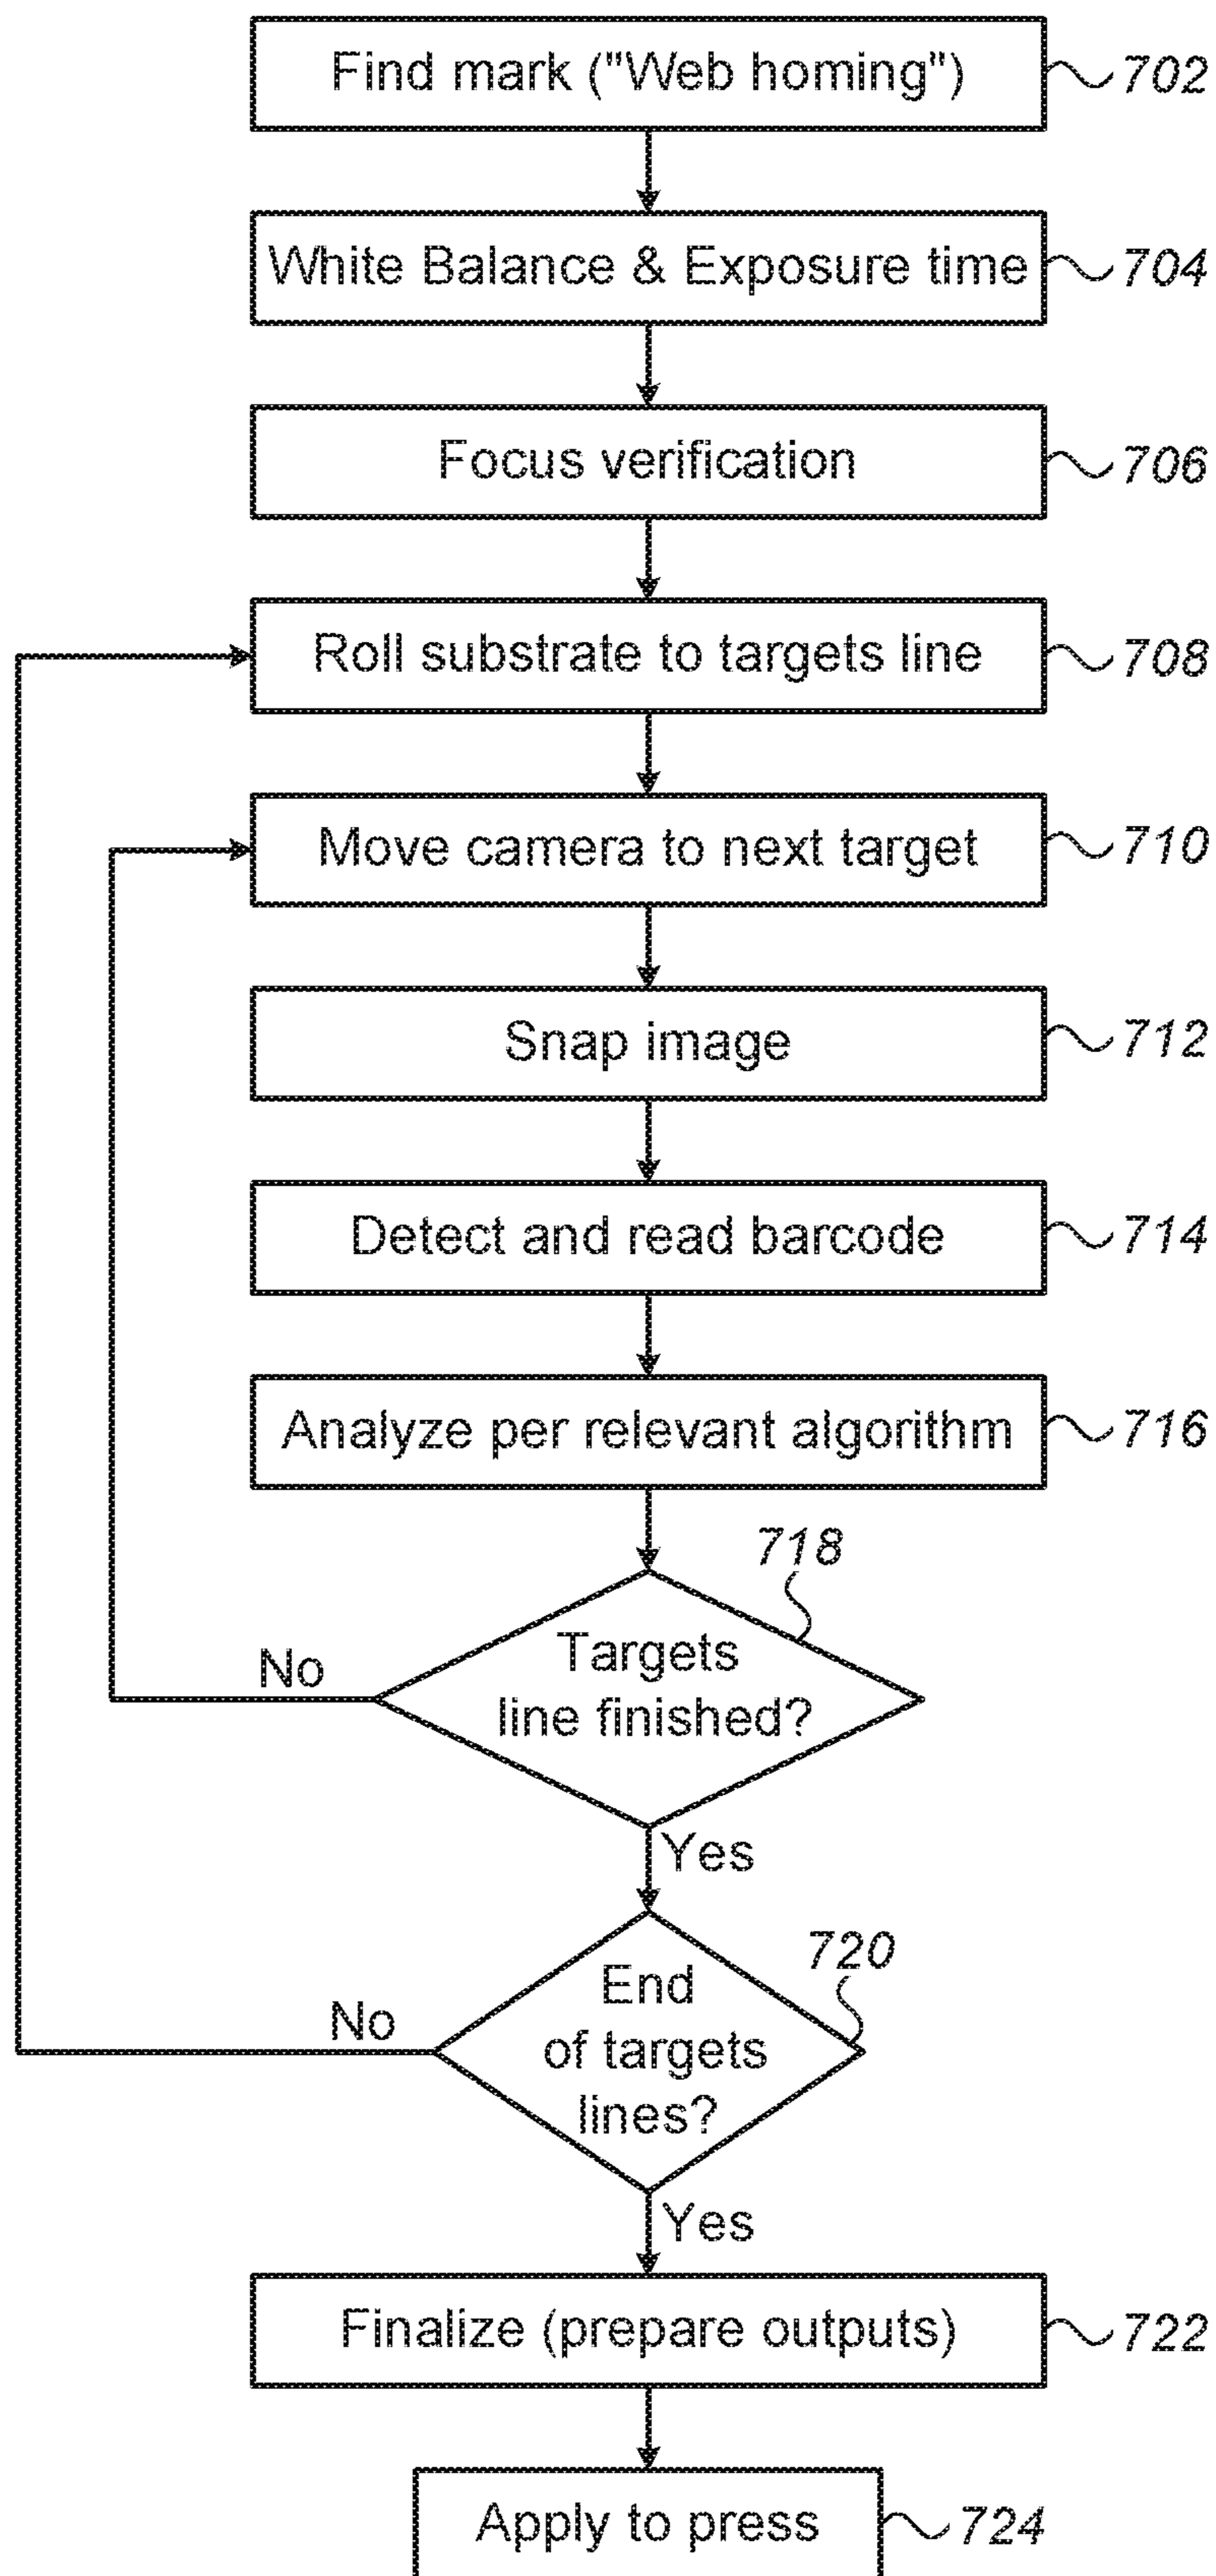 Find mark ("Web homing")
702
White Balance & Exposure time
704
Focus verification
706
Roll substrate to targets line
708
Move camera to next target
710
Snap image
712
Detect and read barcode
714
Analyze per relevant algorithm
716
718
Targets
line finished?
No
Yes
720
End
of targets
lines?
No
Yes
Finalize (prepare outputs)
722
Apply to press
724